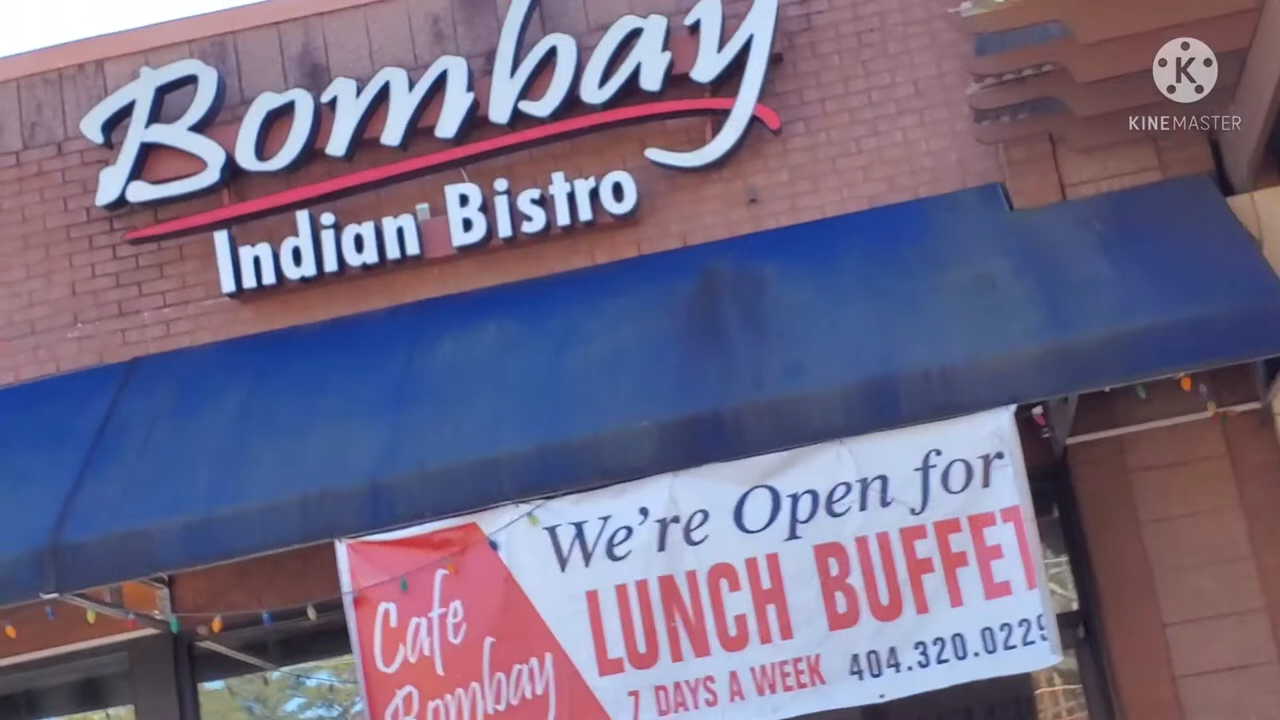 Bombay
Indian Bistro
KINEMASTER
We're Open for
LUNCH BUFFET
7 DAYS A WEEK 404.320.0229
Cafe
Bombay